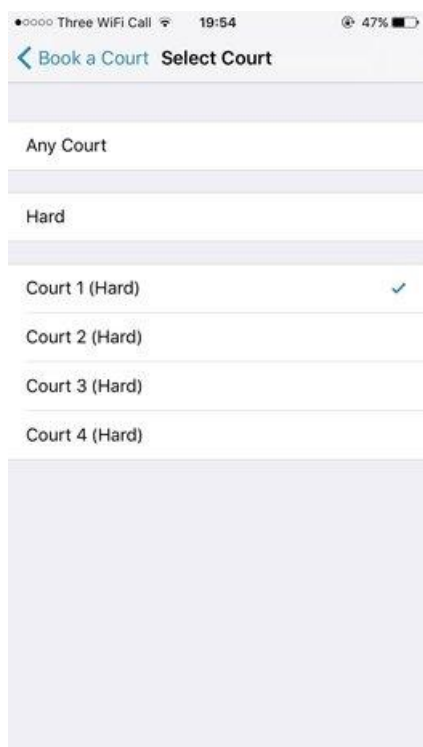 Three WiFi Call 19:54 47%
Book a Court Select Court
Any Court
Hard
Court 1 (Hard)
Court 2 (Hard)
Court 3 (Hard)
Court 4 (Hard)